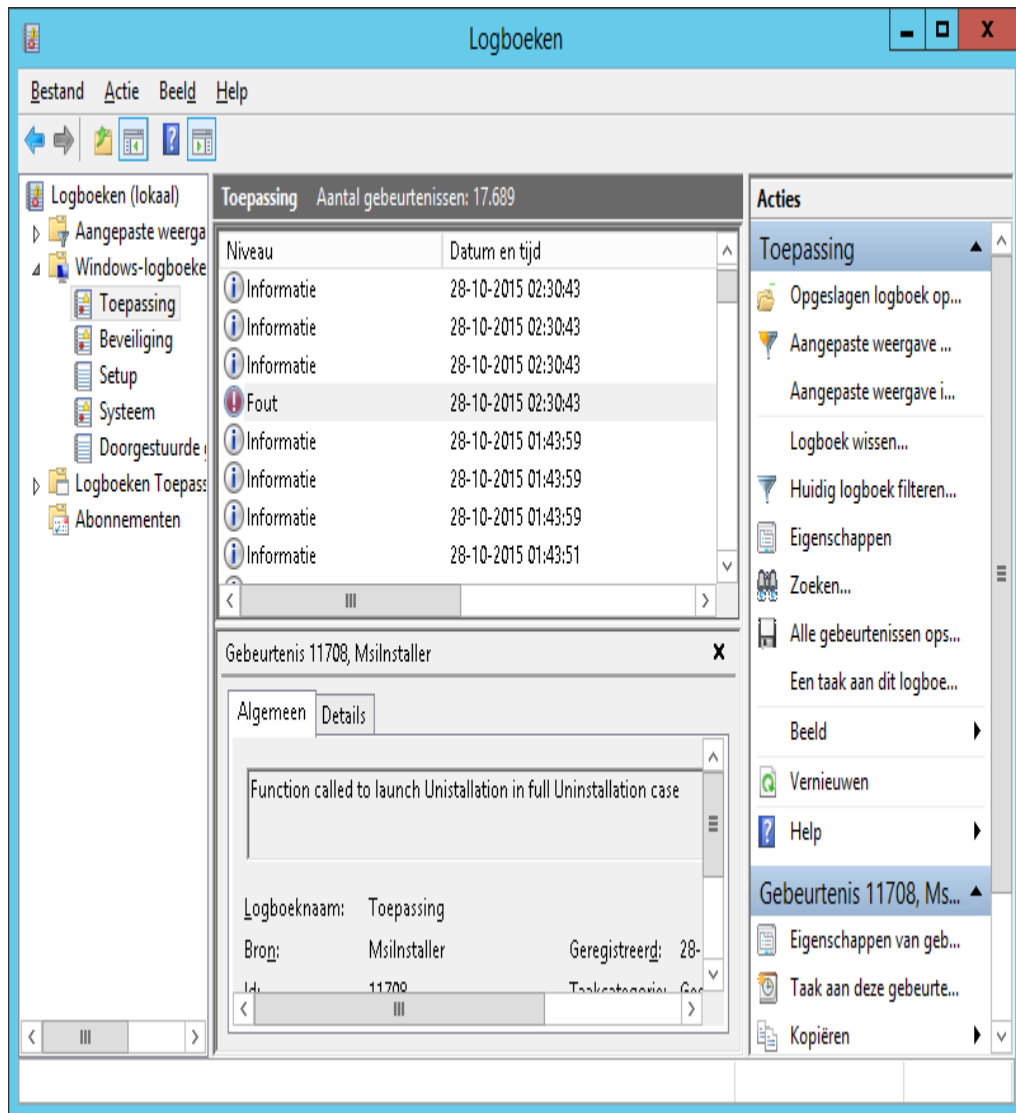 Logboeken
Bestand Actie Beeld Help
Logboeken (lokaal)
Aangepaste weerga
Windows-logboeke
Toepassing
Beveiliging
Setup
Systeem
Doorgestuurde
Logboeken Toepass
Abonnementen
Toepassing Aantal gebeurtenissen: 17.689
Niveau Datum en tijd
Informatie 28-10-2015 02:30:43
Informatie 28-10-2015 02:30:43
Informatie 28-10-2015 02:30:43
Fout 28-10-2015 02:30:43
Informatie 28-10-2015 01:43:59
Informatie 28-10-2015 01:43:59
Informatie 28-10-2015 01:43:59
Informatie 28-10-2015 01:43:51
Gebeurtenis 11708, MsiInstaller
Algemeen Details
Function called to launch Unistallation in full Uninstallation case
Logboeknaam: Toepassing
Bron: MsiInstaller Geregistreerd: 28-
Id: 11708 Taakcategorie:
Acties
Toepassing
Opgeslagen logboek op...
Aangepaste weergave ...
Aangepaste weergave i...
Logboek wissen...
Huidig logboek filteren...
Eigenschappen
Zoeken...
Alle gebeurtenissen ops...
Een taak aan dit logboe...
Beeld
Vernieuwen
Help
Gebeurtenis 11708, Ms...
Eigenschappen van geb...
Taak aan deze gebeurte...
Kopiëren